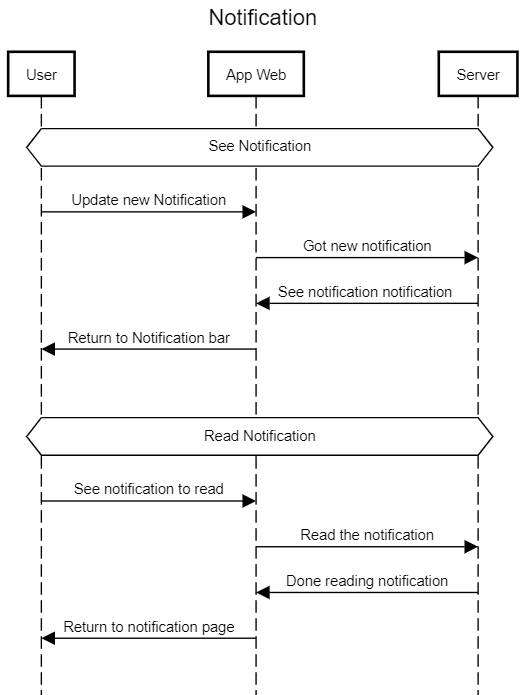 Notification
User
App Web
Server
See Notification
Update new Notification
Got new notification
See notification notification
Return to Notification bar
Read Notification
See notification to read
Read the notification
Done reading notification
Return to notification page